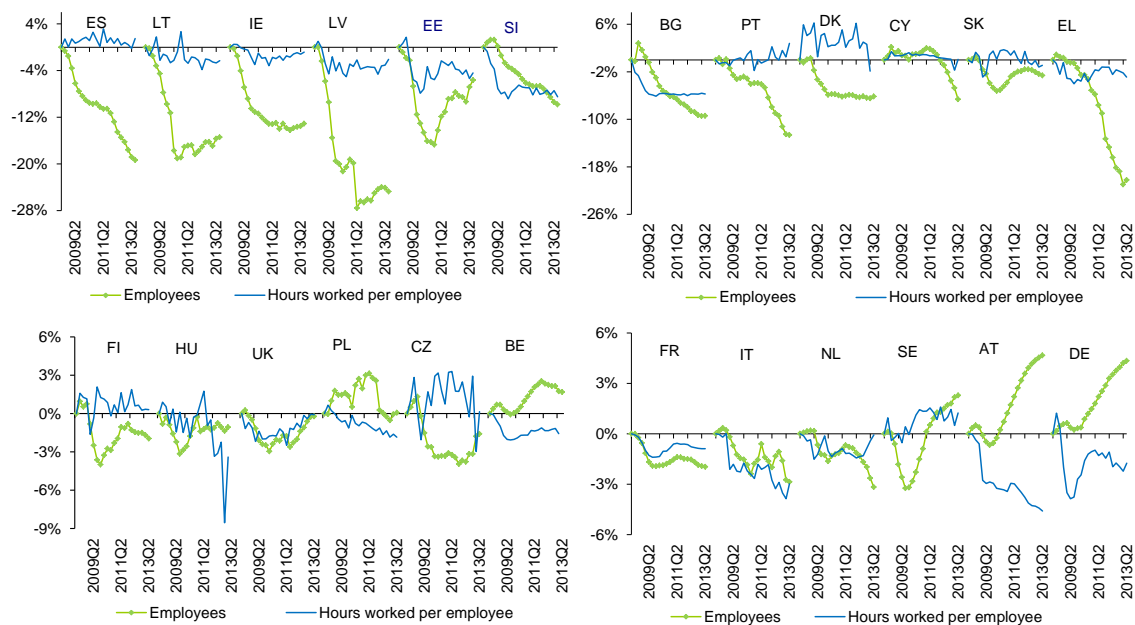 4%
-4%
-12%
-20%
-28%
ES LT IE LV EE SI
2009Q2 2011Q2 2013Q2 2009Q2 2011Q2 2013Q2 2009Q2 2011Q2 2013Q2 2009Q2 2011Q2 2013Q2 2009Q2 2011Q2 2013Q2 2009Q2 2011Q2 2013Q2
Employees Hours worked per employee
6%
-2%
-10%
-18%
-26%
BG PT DK CY SK EL
2009Q2 2011Q2 2013Q2 2009Q2 2011Q2 2013Q2 2009Q2 2011Q2 2013Q2 2009Q2 2011Q2 2013Q2 2009Q2 2011Q2 2013Q2 2009Q2 2011Q2 2013Q2
Employees Hours worked per employee
6%
3%
0%
-3%
-6%
-9%
FI HU UK PL CZ BE
2009Q2 2011Q2 2013Q2 2009Q2 2011Q2 2013Q2 2009Q2 2011Q2 2013Q2 2009Q2 2011Q2 2013Q2 2009Q2 2011Q2 2013Q2 2009Q2 2011Q2 2013Q2
Employees Hours worked per employee
6%
3%
0%
-3%
-6%
FR IT NL SE AT DE
2009Q2 2011Q2 2013Q2 2009Q2 2011Q2 2013Q2 2009Q2 2011Q2 2013Q2 2009Q2 2011Q2 2013Q2 2009Q2 2011Q2 2013Q2 2009Q2 2011Q2 2013Q2
Employees Hours worked per employee